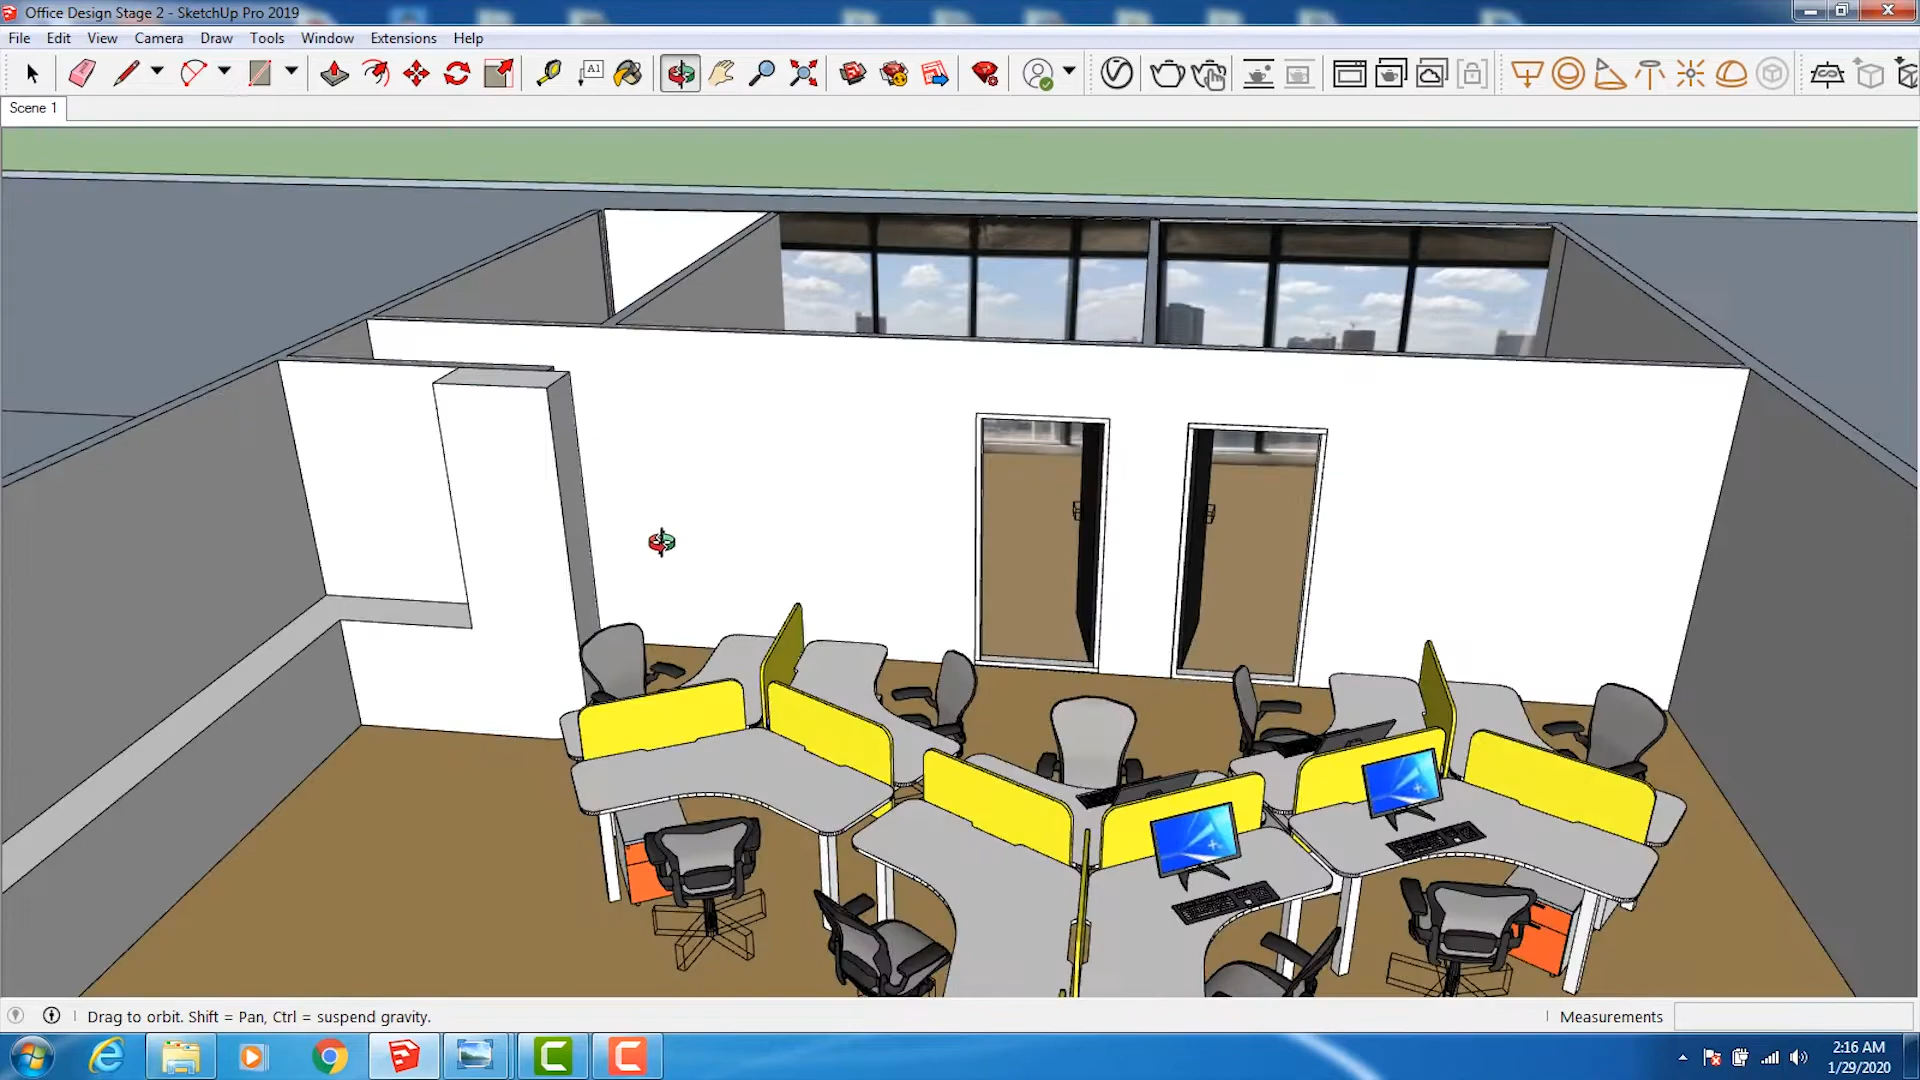 Office Design Stage 2 - SketchUp Pro 2019
File Edit View Camera Draw Tools Window Extensions Help
A1
Scene 1
Drag to orbit. Shift = Pan, Ctrl = suspend gravity.
Measurements
2:16 AM
1/29/2020